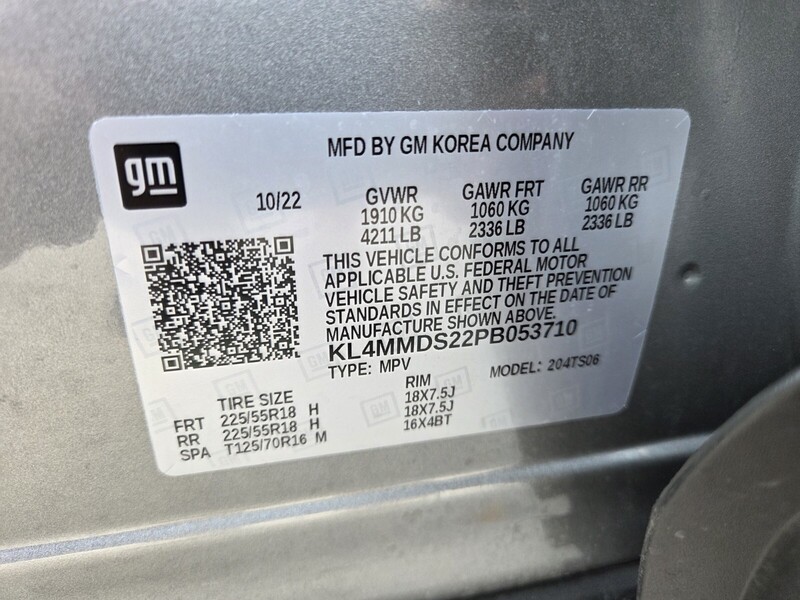 gm
MFD BY GM KOREA COMPANY
10/22
GVWR
1910 KG
4211 LB
GAWR FRT
1060 KG
2336 LB
GAWR RR
1060 KG
2336 LB
THIS VEHICLE CONFORMS TO ALL
APPLICABLE U.S. FEDERAL MOTOR
VEHICLE SAFETY AND THEFT PREVENTION
STANDARDS IN EFFECT ON THE DATE OF
MANUFACTURE SHOWN ABOVE.
KL4MMDS22PB053710
TYPE: MPV MODEL: 204TS06
TIRE SIZE RIM
FRT 225/55R18 H 18X7.5J
RR 225/55R18 H 18X7.5J
SPA T125/70R16 M 16X4BT